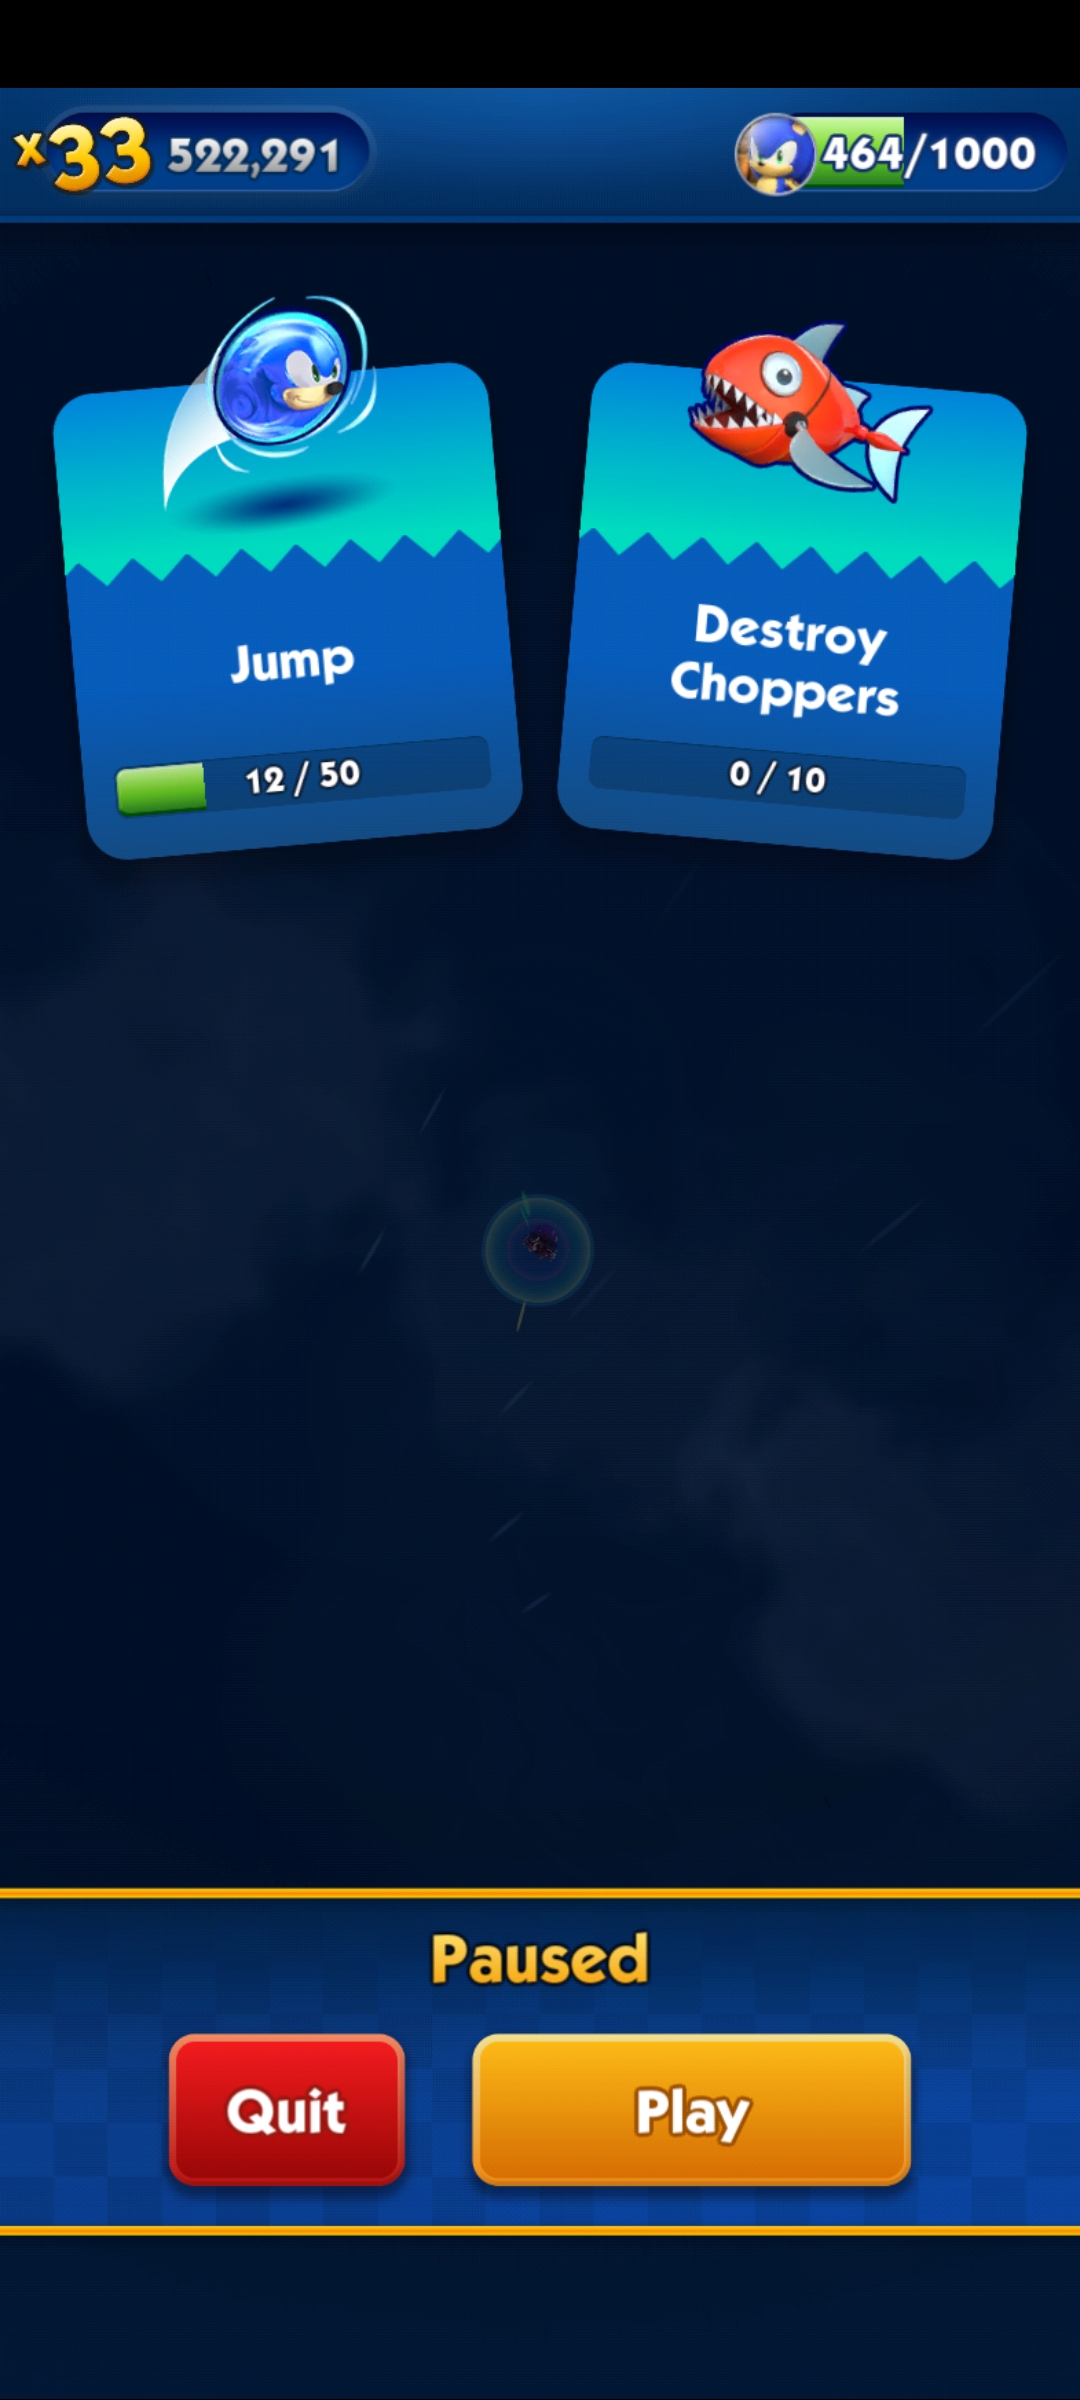 x33 522,291
464/1000
Jump
12 / 50
Destroy
Choppers
0 / 10
Paused
Quit
Play